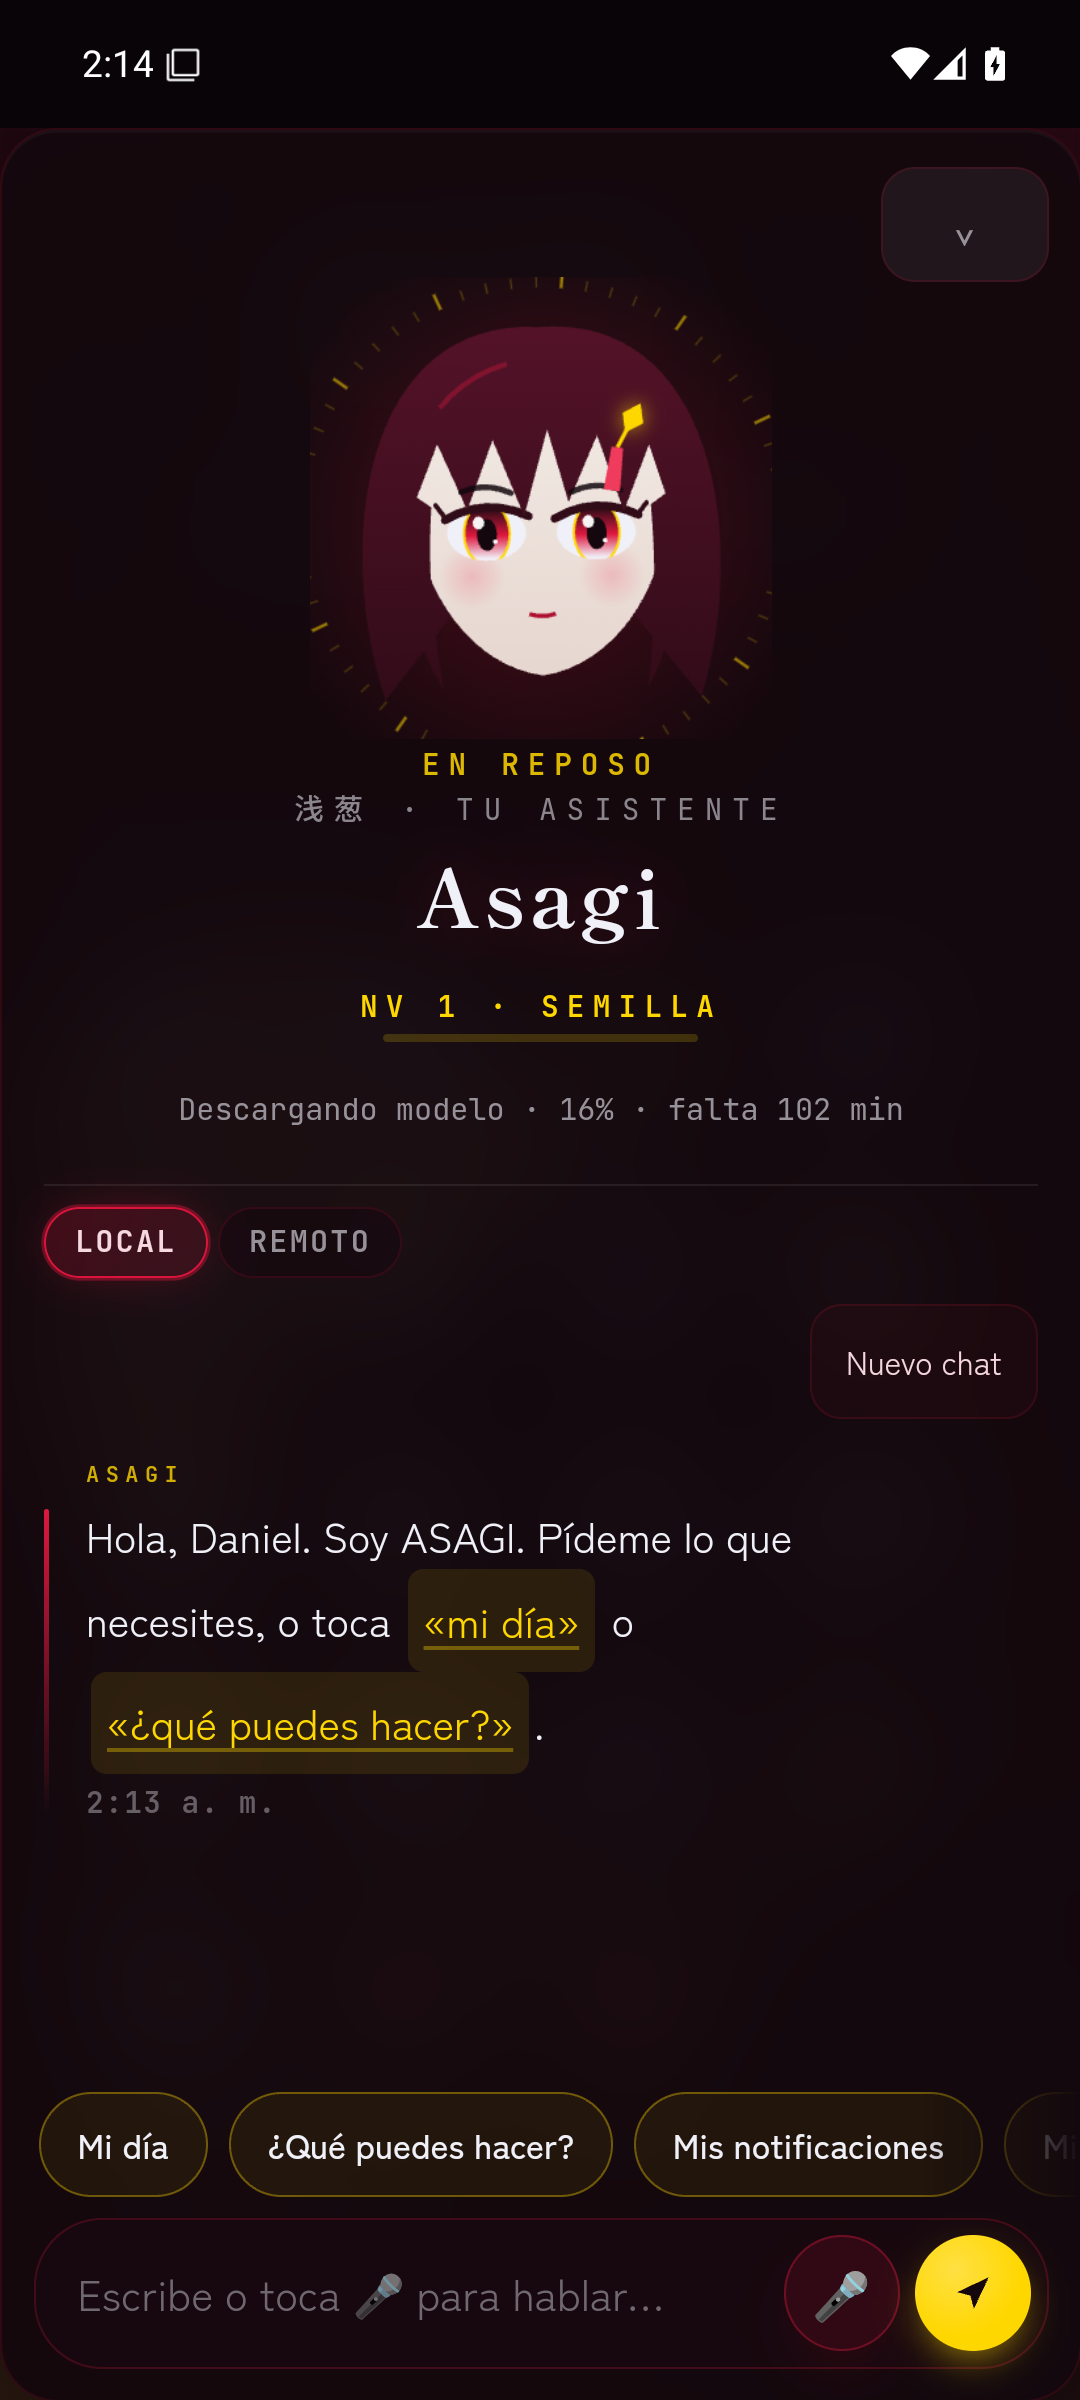 2:14
EN REPOSO
浅葱 · TU ASISTENTE
Asagi
NV 1 · SEMILLA
Descargando modelo · 16% · falta 102 min
LOCAL REMOTO
Nuevo chat
ASAGI
Hola, Daniel. Soy ASAGI. Pídeme lo que
necesites, o toca «mi día» o
«¿qué puedes hacer?».
2:13 a. m.
Mi día ¿Qué puedes hacer? Mis notificaciones
Escribe o toca 🎤 para hablar...